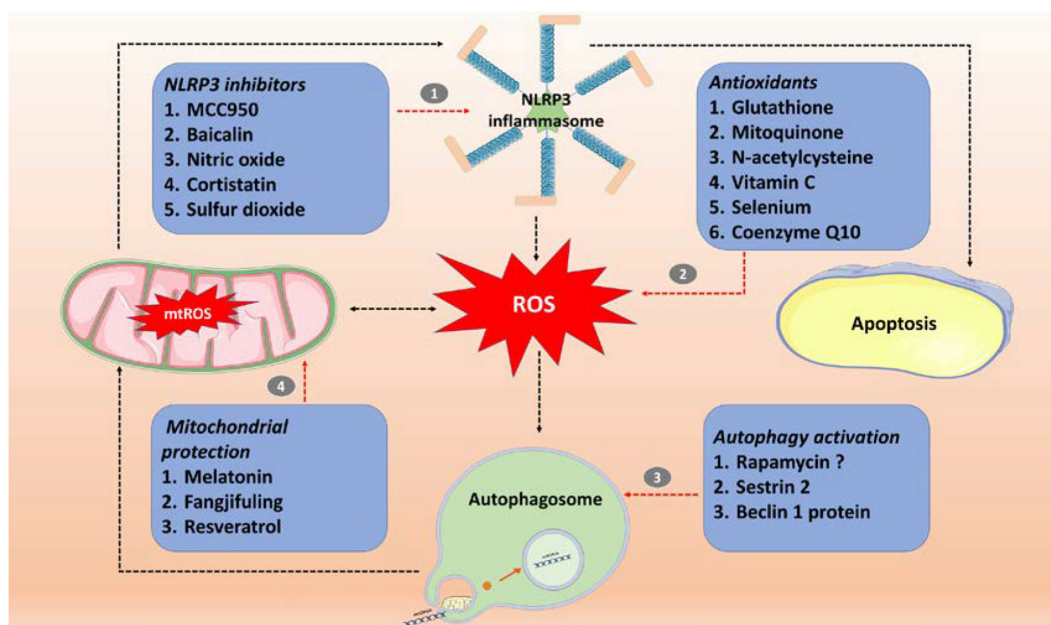 NLRP3 inhibitors
1. MCC950
2. Baicalin
3. Nitric oxide
4. Cortistatin
5. Sulfur dioxide
1
NLRP3
inflammasome
Antioxidants
1. Glutathione
2. Mitoquinone
3. N-acetylcysteine
4. Vitamin C
5. Selenium
6. Coenzyme Q10
2
mtROS
ROS
Apoptosis
4
Mitochondrial
protection
1. Melatonin
2. Fangjifuling
3. Resveratrol
Autophagosome
3
Autophagy activation
1. Rapamycin ?
2. Sestrin 2
3. Beclin 1 protein